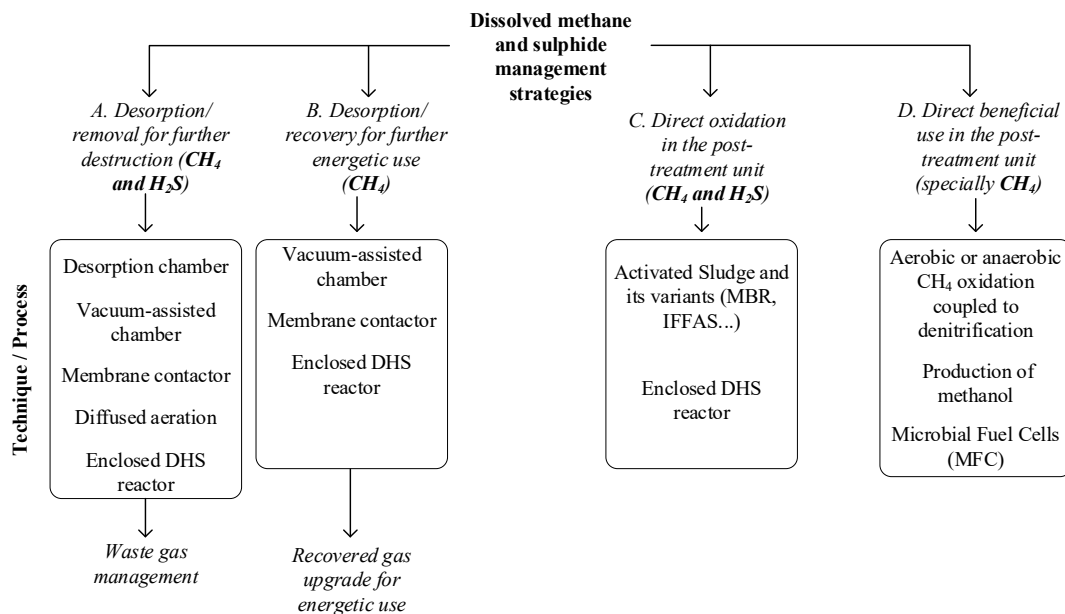 Dissolved methane
and sulphide
management
strategies
A. Desorption/
removal for further
destruction (CH₄
and H₂S)
B. Desorption/
recovery for further
energetic use
(CH₄)
C. Direct oxidation
in the post-
treatment unit
(CH₄ and H₂S)
D. Direct beneficial
use in the post-
treatment unit
(specially CH₄)
Technique / Process
Desorption chamber
Vacuum-assisted
chamber
Membrane contactor
Diffused aeration
Enclosed DHS
reactor
Vacuum-assisted
chamber
Membrane contactor
Enclosed DHS
reactor
Activated Sludge and
its variants (MBR,
IFFAS...)
Enclosed DHS
reactor
Aerobic or anaerobic
CH₄ oxidation
coupled to
denitrification
Production of
methanol
Microbial Fuel Cells
(MFC)
Waste gas
management
Recovered gas
upgrade for
energetic use